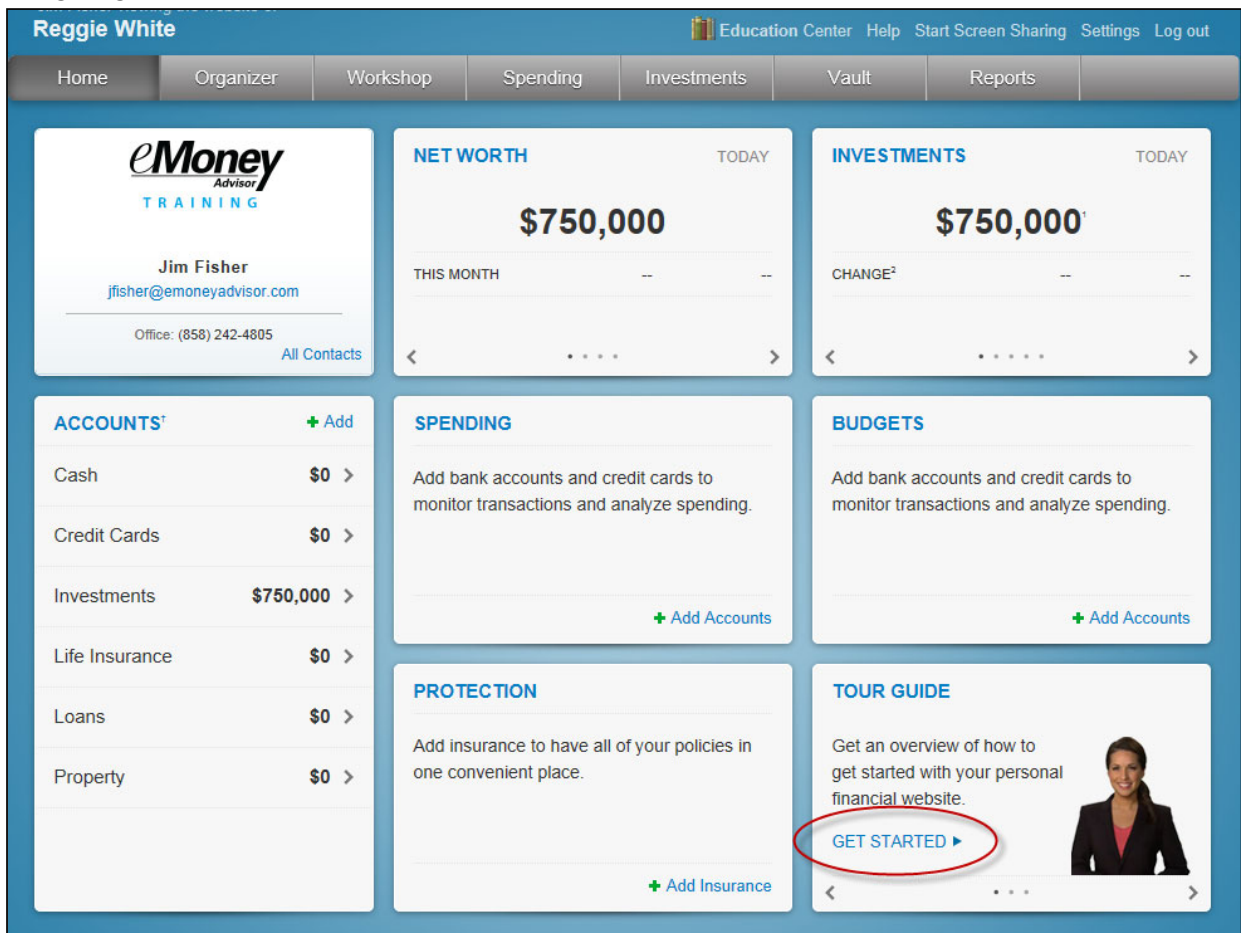 Reggie White
Education Center Help Start Screen Sharing Settings Log out
Home Organizer Workshop Spending Investments Vault Reports
eMoney
Advisor
TRAINING
Jim Fisher
jfisher@emoneyadvisor.com
Office: (858) 242-4805
All Contacts
NET WORTH TODAY
$750,000
THIS MONTH -- --
INVESTMENTS TODAY
$750,000¹
CHANGE² -- --
ACCOUNTS† + Add
Cash $0 >
Credit Cards $0 >
Investments $750,000 >
Life Insurance $0 >
Loans $0 >
Property $0 >
SPENDING
Add bank accounts and credit cards to
monitor transactions and analyze spending.
+ Add Accounts
BUDGETS
Add bank accounts and credit cards to
monitor transactions and analyze spending.
+ Add Accounts
PROTECTION
Add insurance to have all of your policies in
one convenient place.
+ Add Insurance
TOUR GUIDE
Get an overview of how to
get started with your personal
financial website.
GET STARTED ▶